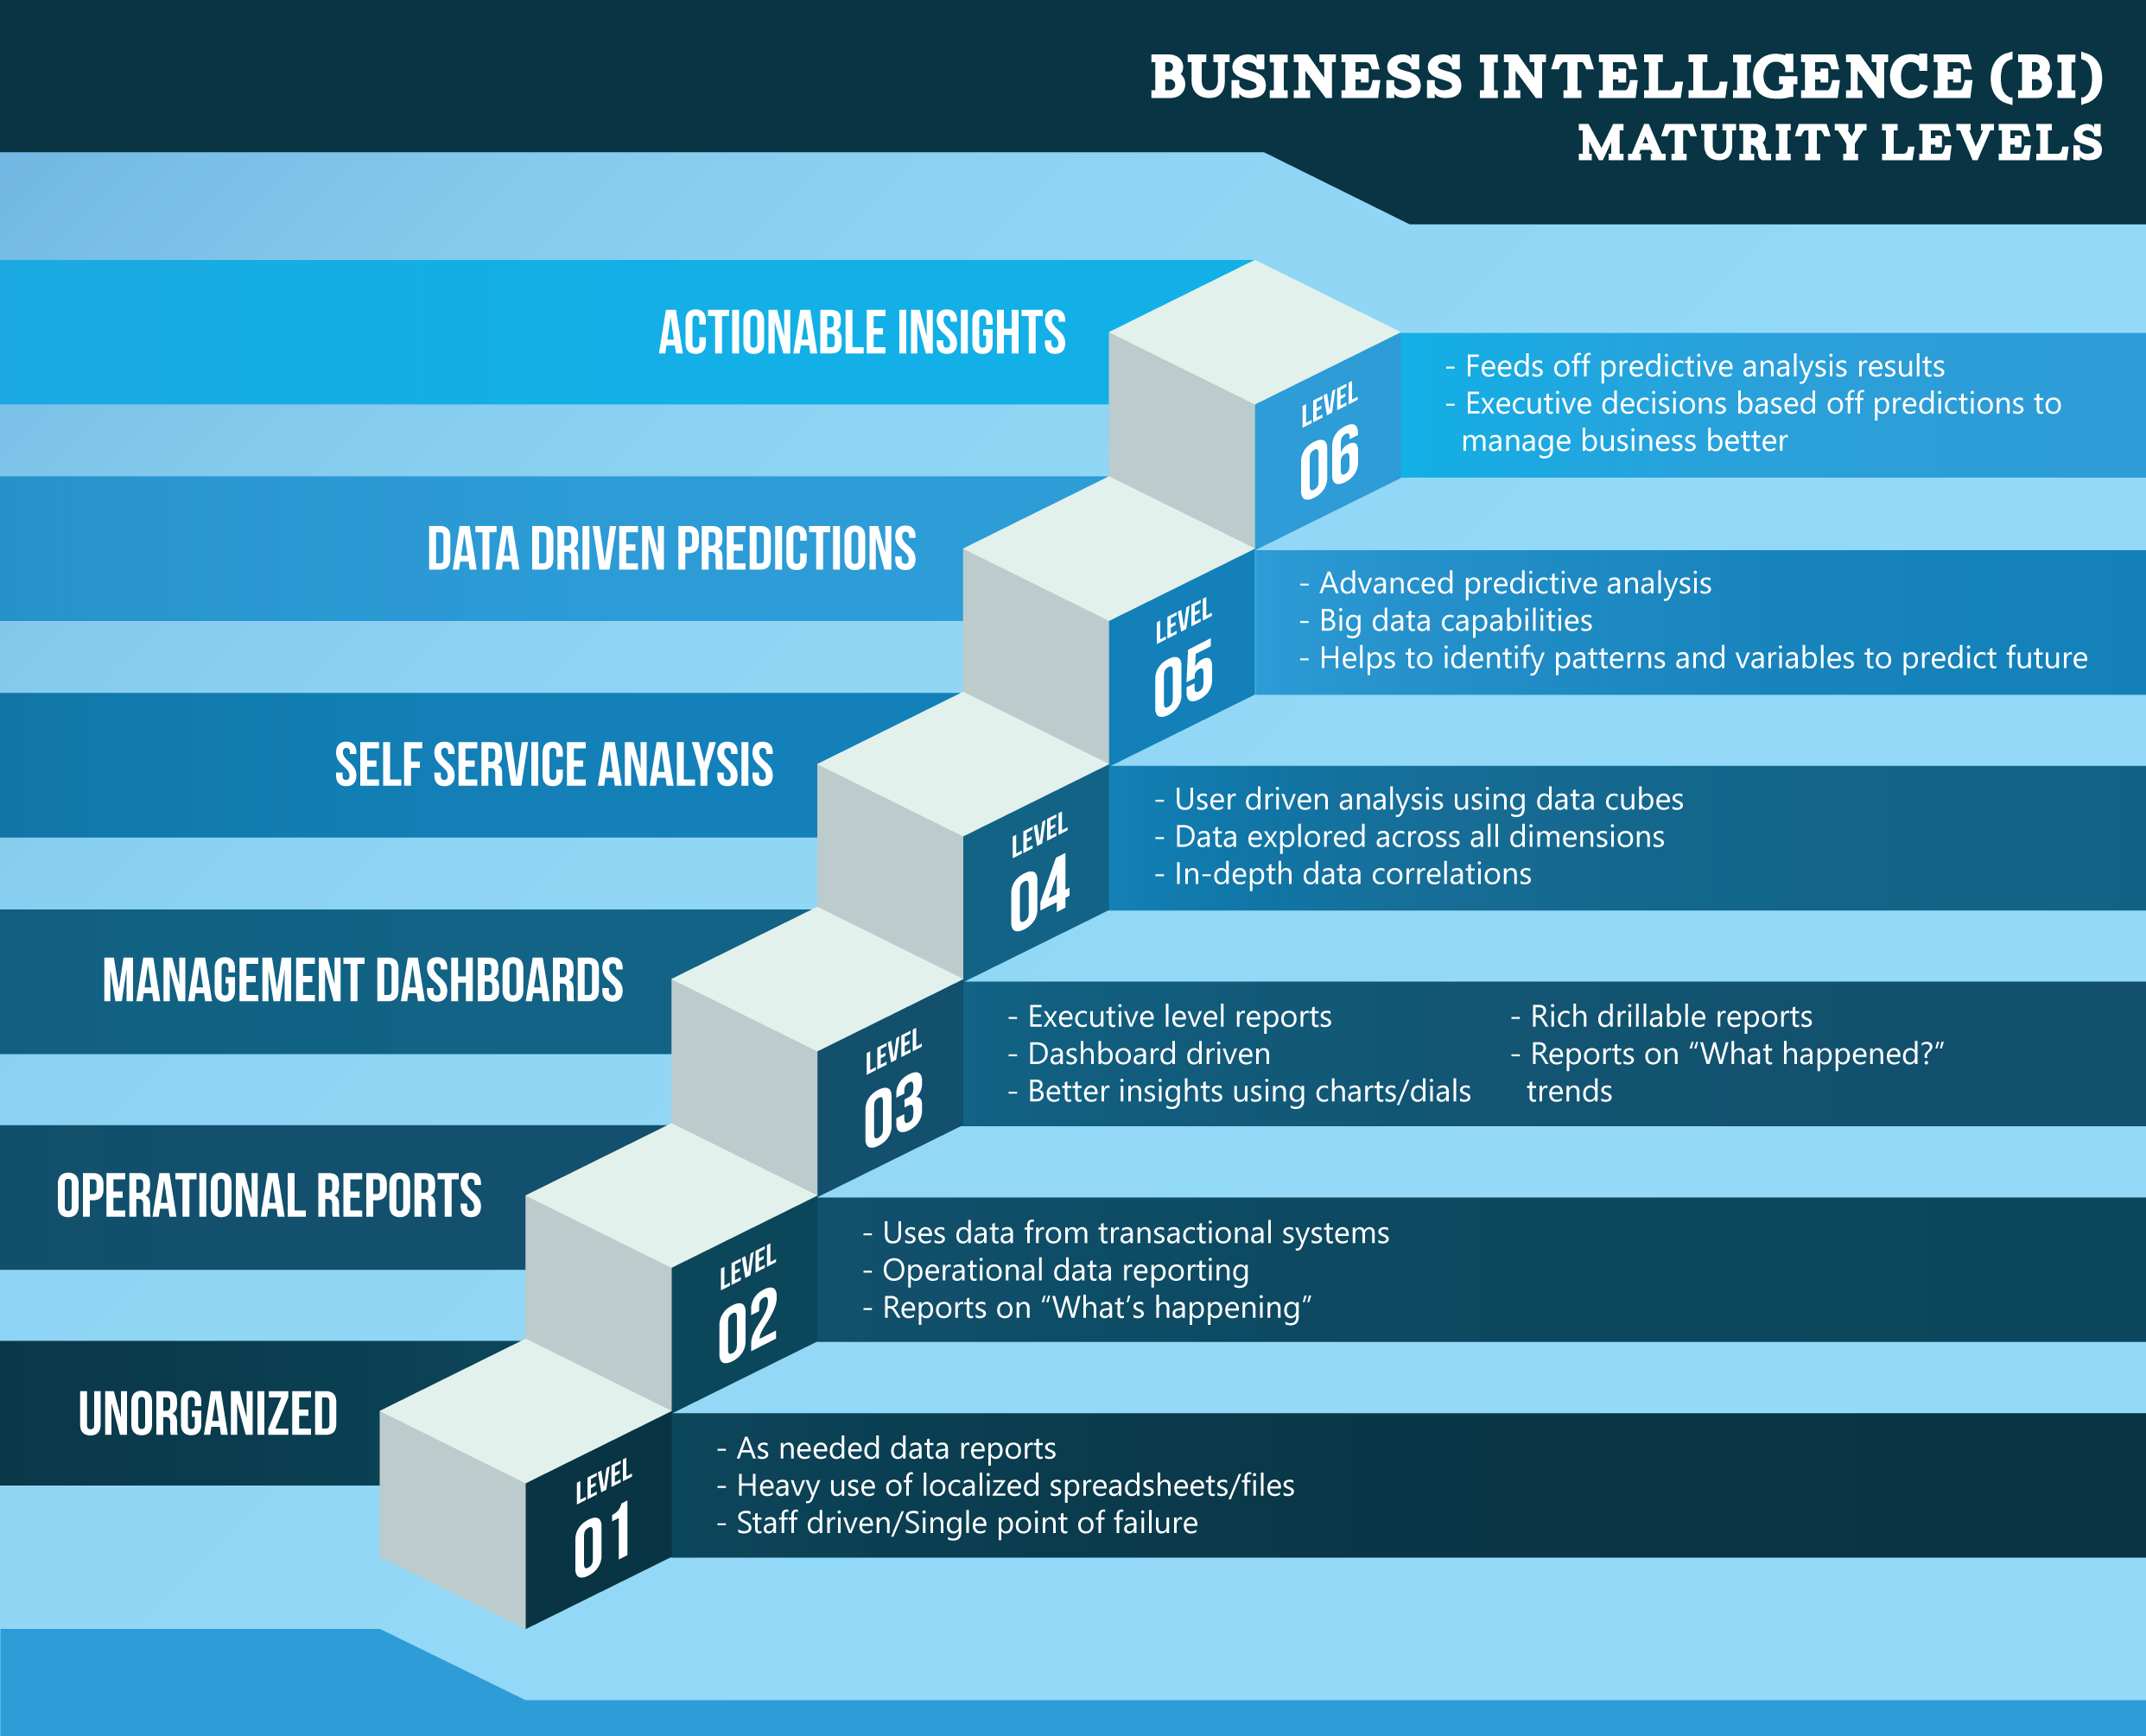 BUSINESS INTELLIGENCE (BI)
MATURITY LEVELS
ACTIONABLE INSIGHTS
LEVEL
06
- Feeds off predictive analysis results
- Executive decisions based off predictions to
manage business better
DATA DRIVEN PREDICTIONS
LEVEL
05
- Advanced predictive analysis
- Big data capabilities
- Helps to identify patterns and variables to predict future
SELF SERVICE ANALYSIS
LEVEL
04
- User driven analysis using data cubes
- Data explored across all dimensions
- In-depth data correlations
MANAGEMENT DASHBOARDS
LEVEL
03
- Executive level reports
- Dashboard driven
- Better insights using charts/dials
- Rich drillable reports
- Reports on “What happened?”
trends
OPERATIONAL REPORTS
LEVEL
02
- Uses data from transactional systems
- Operational data reporting
- Reports on “What’s happening”
UNORGANIZED
LEVEL
01
- As needed data reports
- Heavy use of localized spreadsheets/files
- Staff driven/Single point of failure